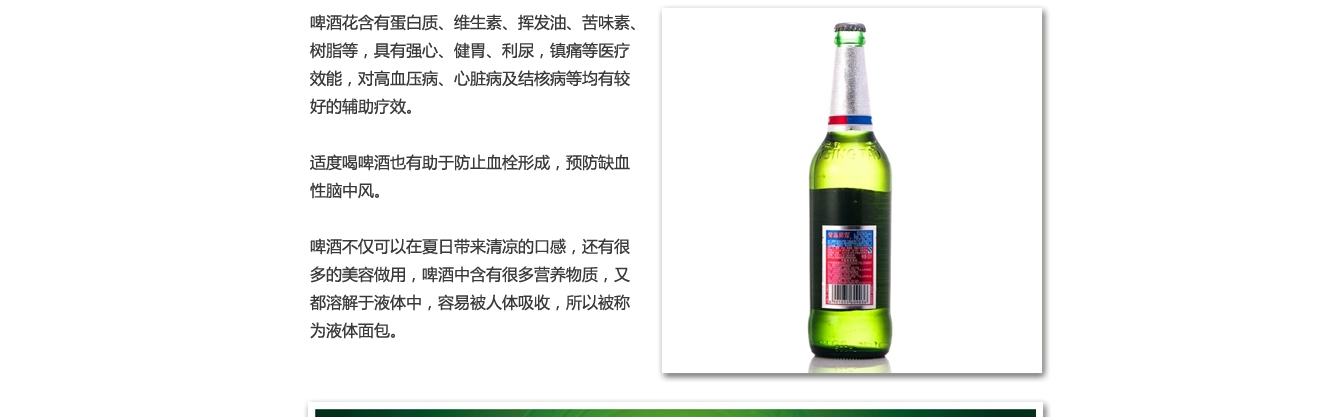 啤酒花含有蛋白质、维生素、挥发油、苦味素、
树脂等，具有强心、健胃、利尿，镇痛等医疗
效能，对高血压病、心脏病及结核病等均有较
好的辅助疗效。
适度喝啤酒也有助于防止血栓形成，预防缺血
性脑中风。
啤酒不仅可以在夏日带来清凉的口感，还有很
多的美容做用，啤酒中含有很多营养物质，又
都溶解于液体中，容易被人体吸收，所以被称
为液体面包。